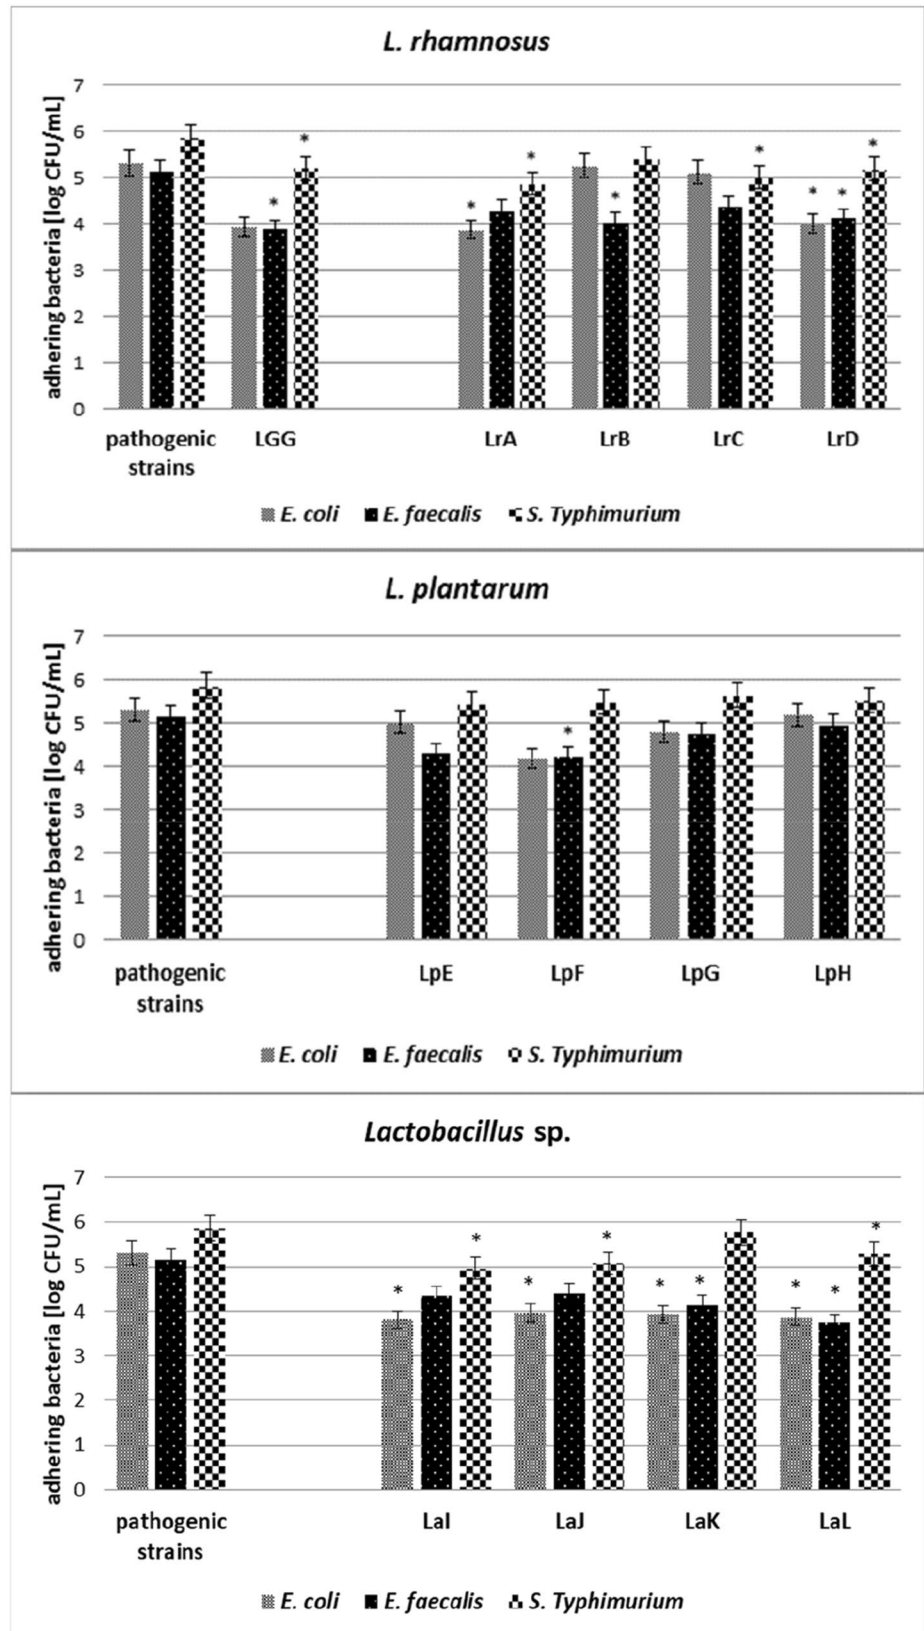 L. rhamnosus
adhering bacteria [log CFU/mL]
7
6
5
4
3
2
1
0
* * * * * * * *
pathogenic strains LGG LrA LrB LrC LrD
E. coli E. faecalis S. Typhimurium
L. plantarum
adhering bacteria [log CFU/mL]
7
6
5
4
3
2
1
0
*
pathogenic strains LpE LpF LpG LpH
E. coli E. faecalis S. Typhimurium
Lactobacillus sp.
adhering bacteria [log CFU/mL]
7
6
5
4
3
2
1
0
* * * * * * * * *
pathogenic strains LaI LaJ LaK LaL
E. coli E. faecalis S. Typhimurium